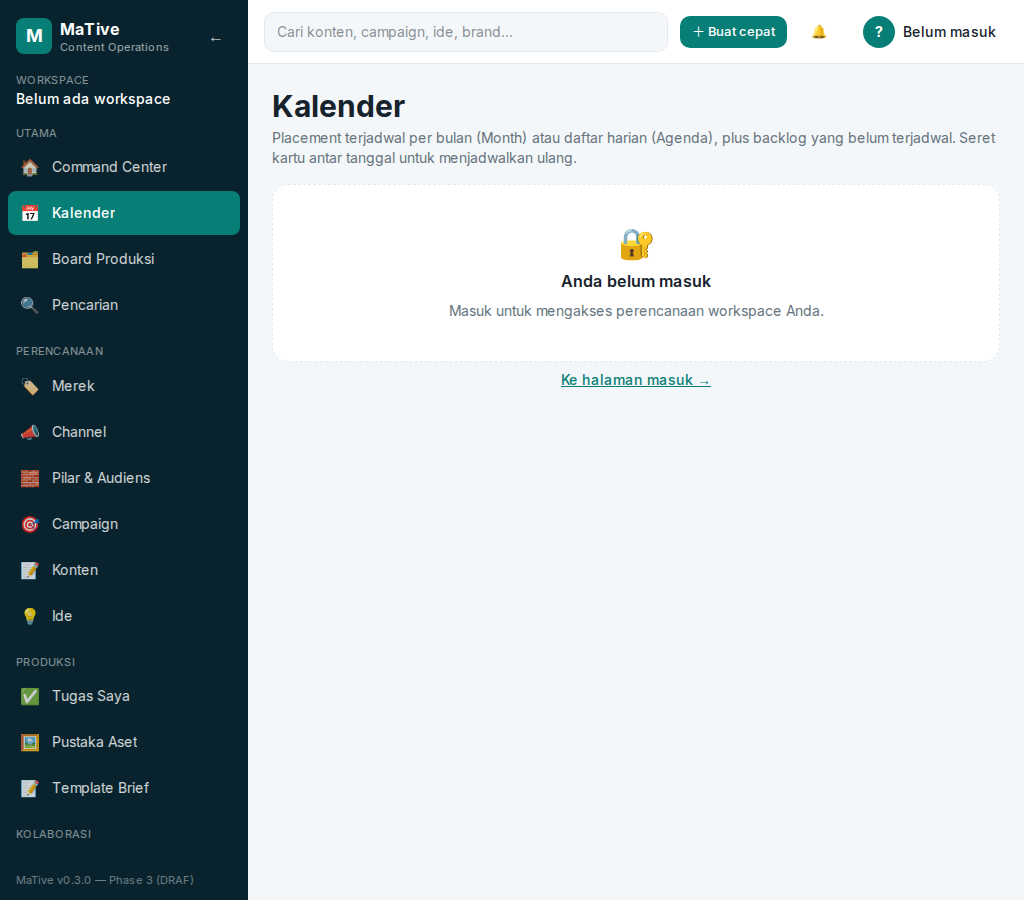 M
MaTive
Content Operations
←
WORKSPACE
Belum ada workspace
UTAMA
Command Center
Kalender
Board Produksi
Pencarian
PERENCANAAN
Merek
Channel
Pilar & Audiens
Campaign
Konten
Ide
PRODUKSI
Tugas Saya
Pustaka Aset
Template Brief
KOLABORASI
MaTive v0.3.0 — Phase 3 (DRAF)
Cari konten, campaign, ide, brand...
+ Buat cepat
?
Belum masuk
Kalender
Placement terjadwal per bulan (Month) atau daftar harian (Agenda), plus backlog yang belum terjadwal. Seret
kartu antar tanggal untuk menjadwalkan ulang.
Anda belum masuk
Masuk untuk mengakses perencanaan workspace Anda.
Ke halaman masuk →